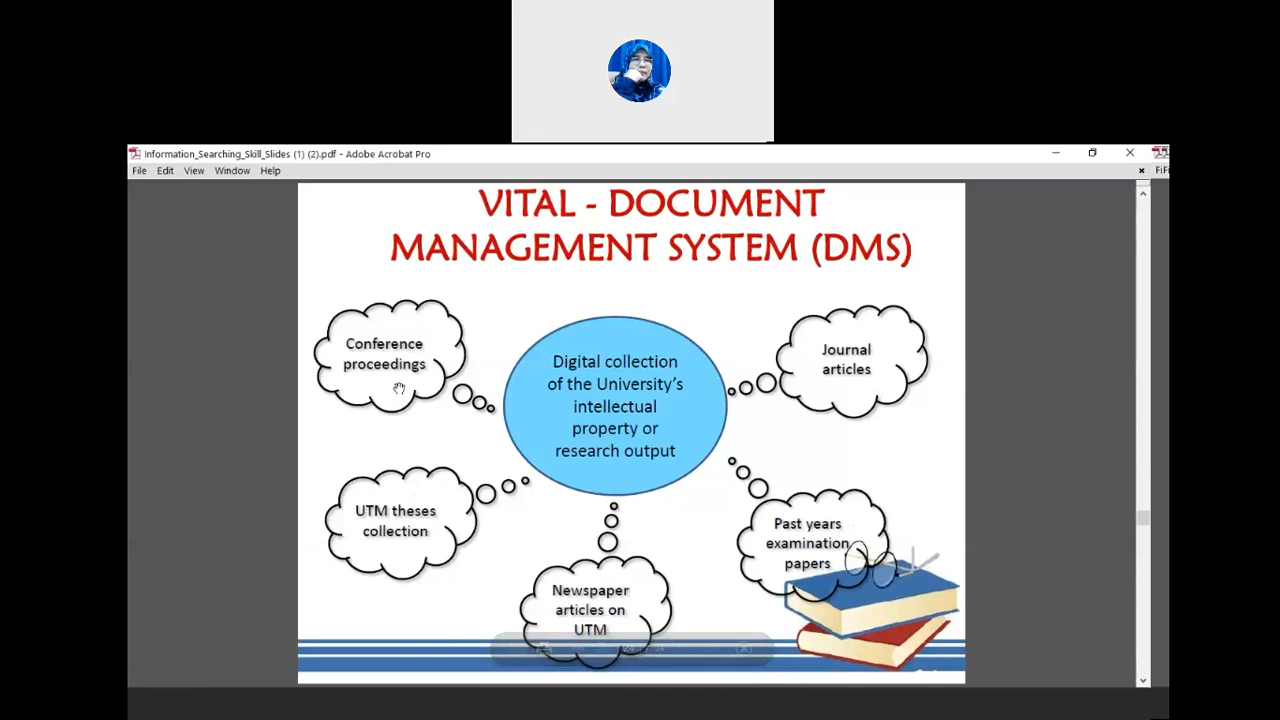 Information_Searching_Skill_Slides (1) (2).pdf - Adobe Acrobat Pro
File Edit View Window Help
VITAL - DOCUMENT
MANAGEMENT SYSTEM (DMS)
Conference
proceedings
Digital collection
of the University's
intellectual
property or
research output
Journal
articles
UTM theses
collection
Newspaper
articles on
UTM
Past years
examination
papers